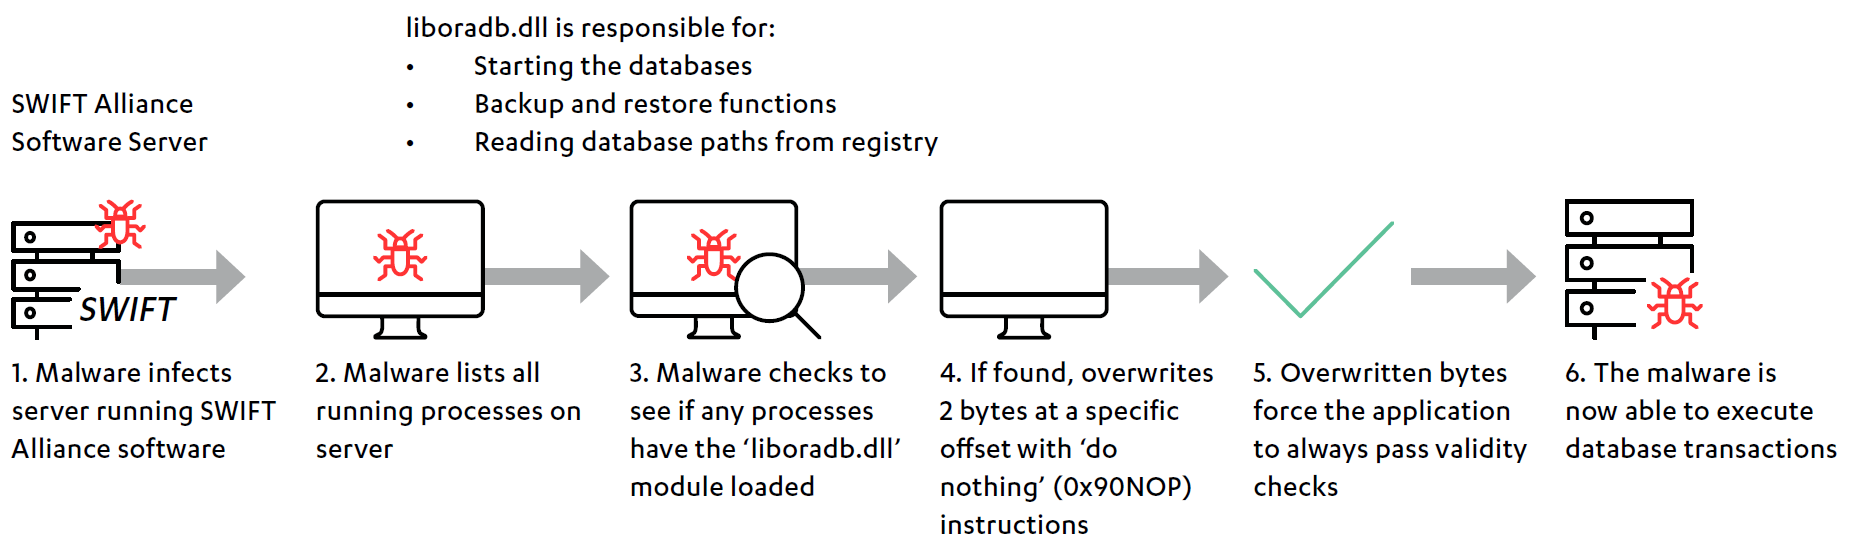 liboradb.dll is responsible for:
• Starting the databases
• Backup and restore functions
• Reading database paths from registry
SWIFT Alliance
Software Server
SWIFT
1. Malware infects
server running SWIFT
Alliance software
2. Malware lists all
running processes on
server
3. Malware checks to
see if any processes
have the ‘liboradb.dll’
module loaded
4. If found, overwrites
2 bytes at a specific
offset with ‘do
nothing’ (0x90NOP)
instructions
5. Overwritten bytes
force the application
to always pass validity
checks
6. The malware is
now able to execute
database transactions